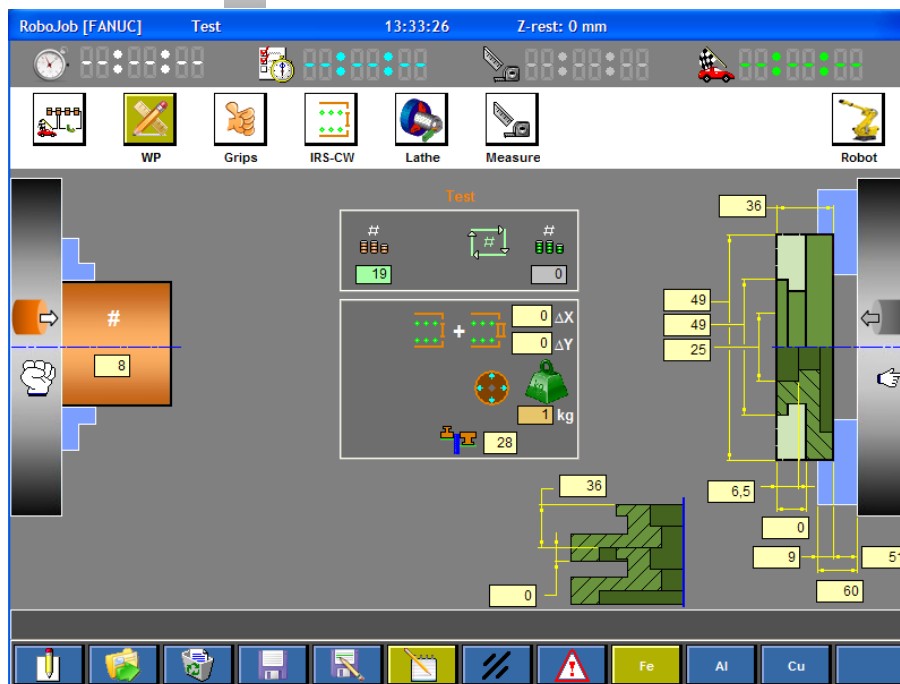 RoboJob [FANUC] Test 13:33:26 Z-rest: 0 mm
WP Grips IRS-CW Lathe Measure Robot
Test
# # #
19 0
36
#
8
0 ΔX
+
0 ΔY
1 kg
28
49
49
25
6,5
0
9 51
60
36
0
Fe Al Cu